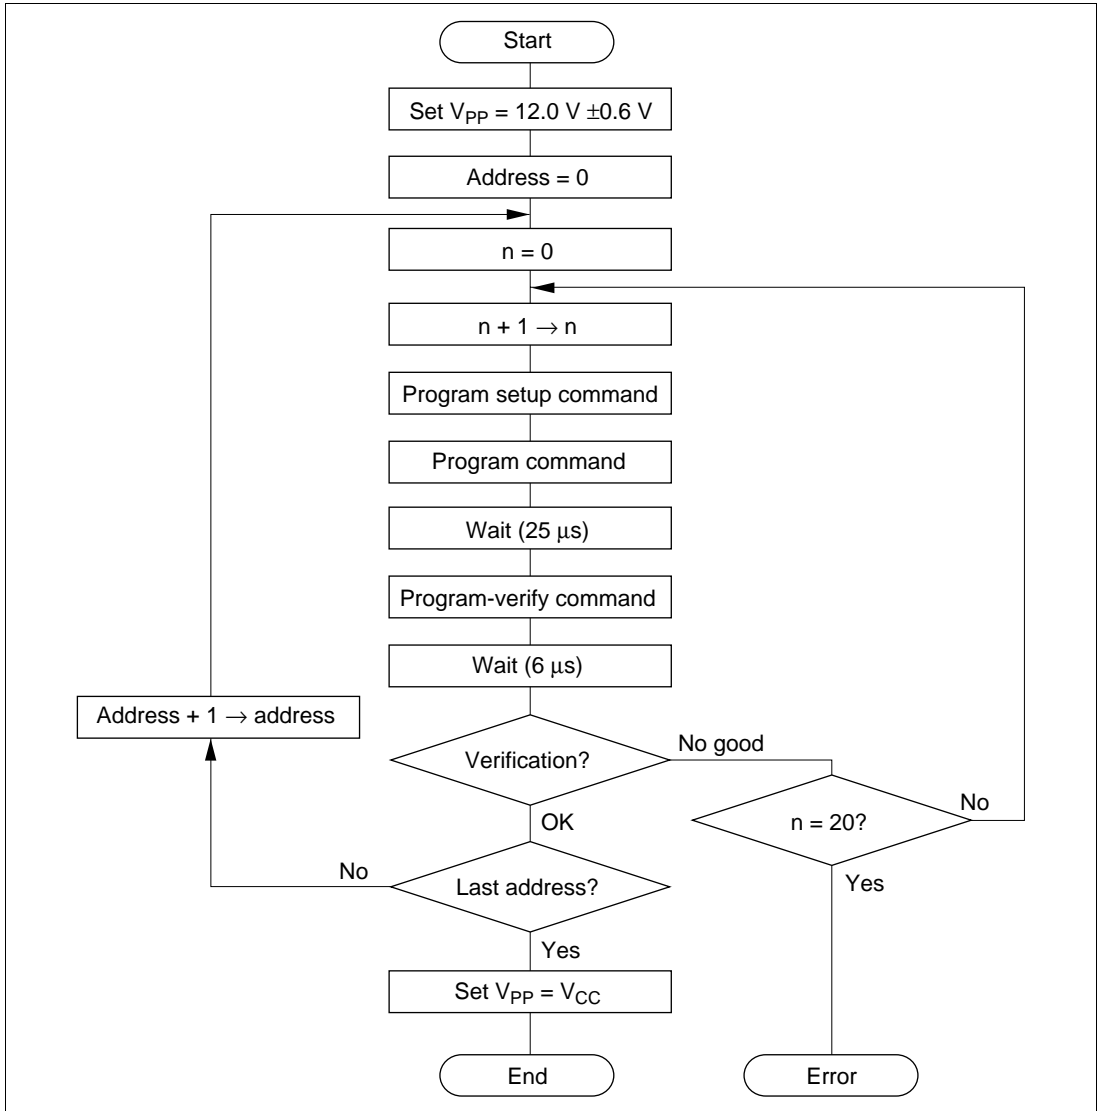 Start
Set VPP = 12.0 V ±0.6 V
Address = 0
n = 0
n + 1 → n
Program setup command
Program command
Wait (25 μs)
Program-verify command
Wait (6 μs)
Address + 1 → address
Verification?
No good
n = 20?
No
OK
Yes
Last address?
No
Yes
Set VPP = VCC
End
Error